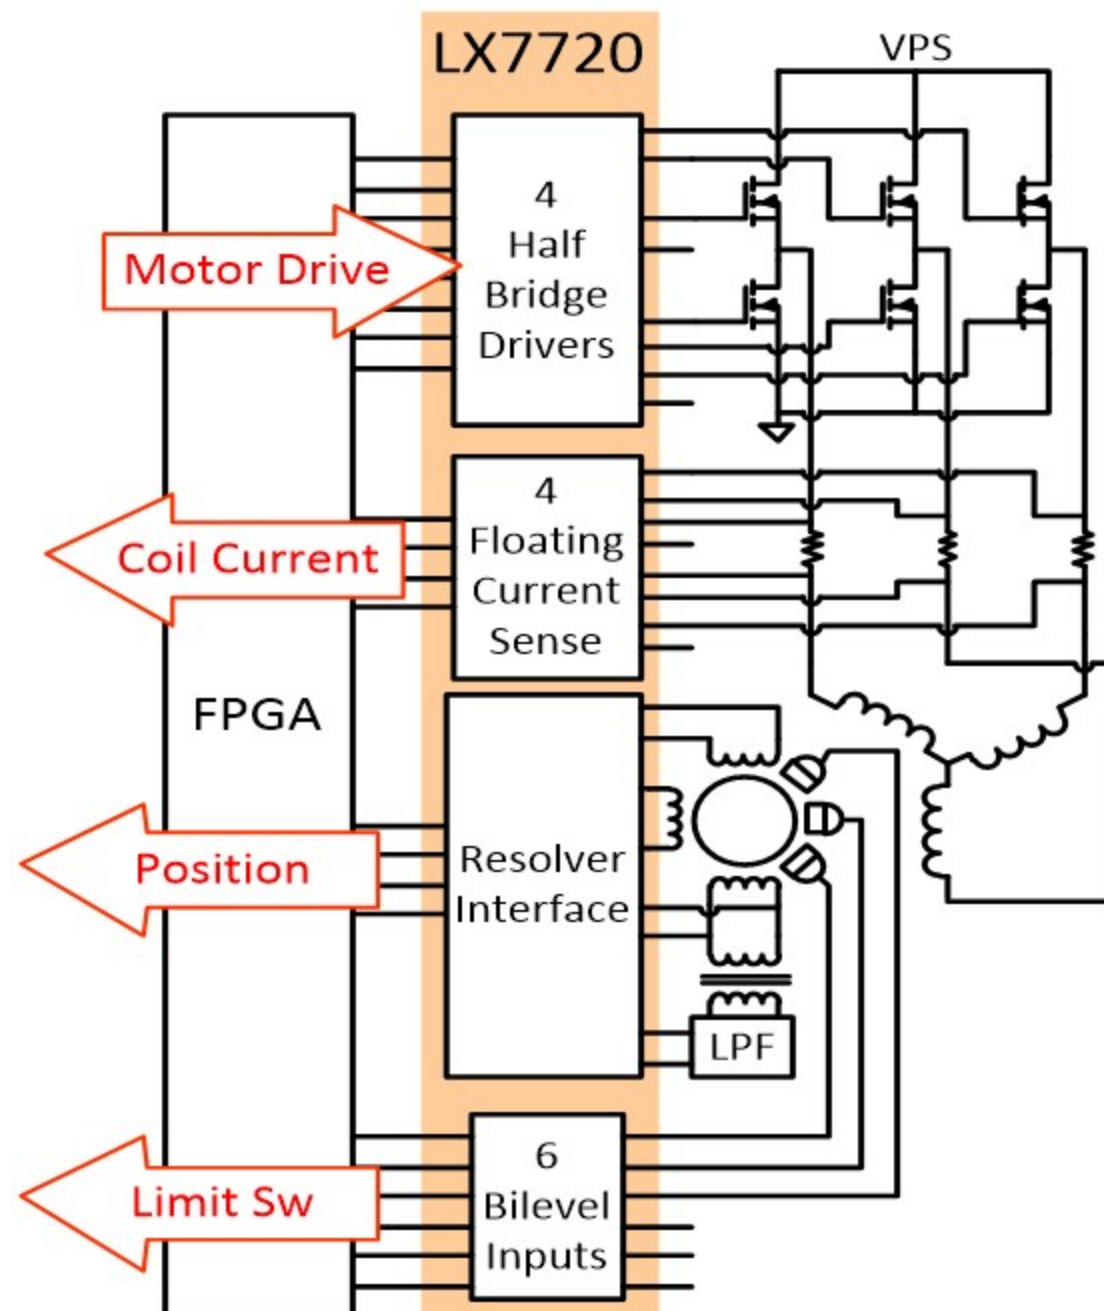 LX7720
VPS
4
Half
Bridge
Drivers
Motor Drive
4
Floating
Current
Sense
Coil Current
FPGA
Resolver
Interface
Position
LPF
6
Bilevel
Inputs
Limit Sw